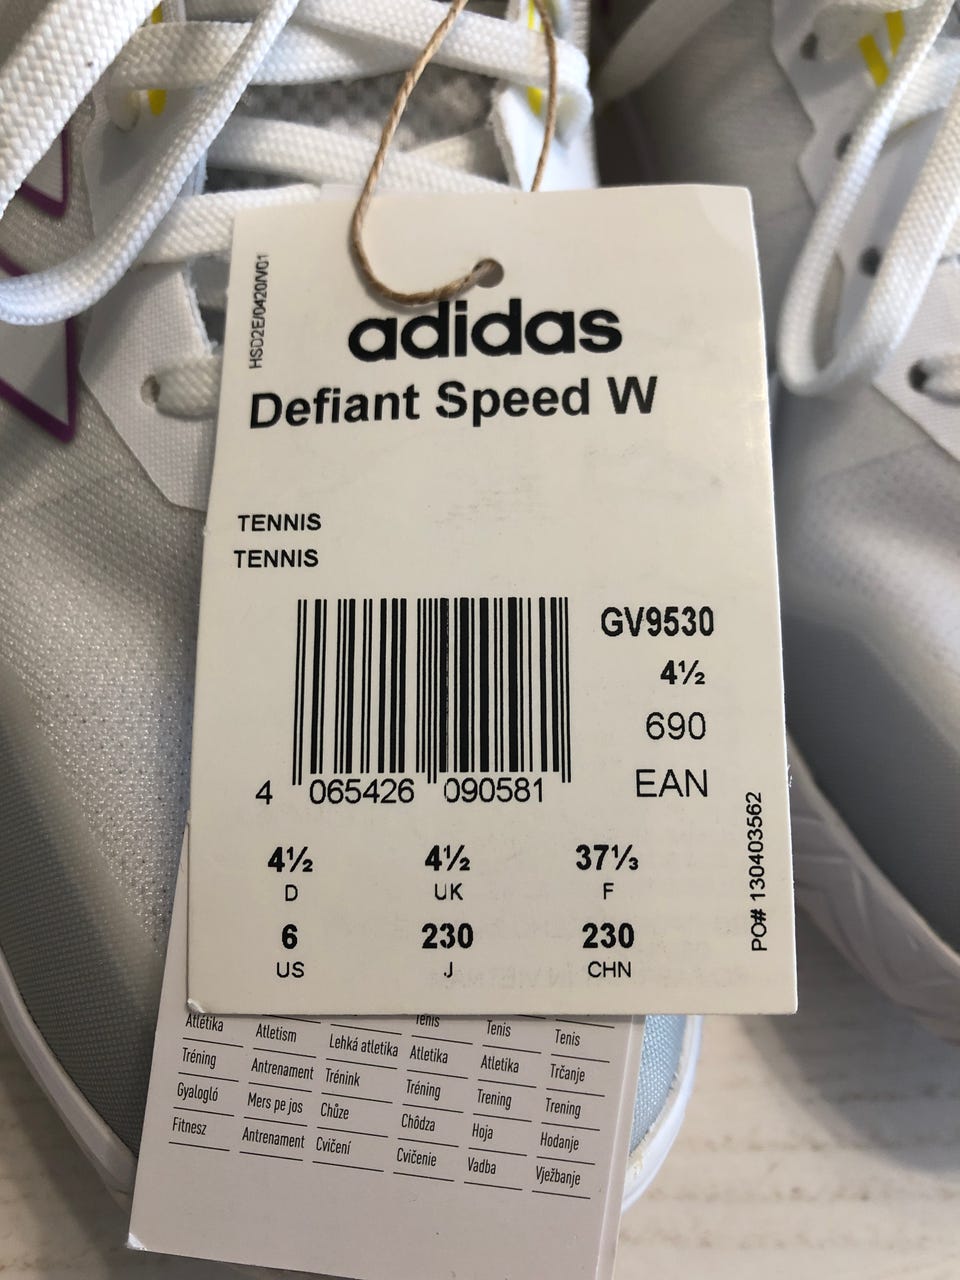 HSD2E/0420/V01
adidas
Defiant Speed W
TENNIS
TENNIS
GV9530
4½
690
EAN
4 065426 090581
4½ 4½ 37⅓
D UK F
6 230 230
US J CHN
PO# 130403562
Atlétika Atletism Lehká atletika Tenis Tenis Tenis
Tréning Antrenament Trénink Atletika Atletika Trčanje
Gyalogló Mers pe jos Chůze Tréning Trening Trening
Fitnesz Antrenament Cvičení Chôdza Hoja Hodanje
Cvičenie Vadba Vježbanje